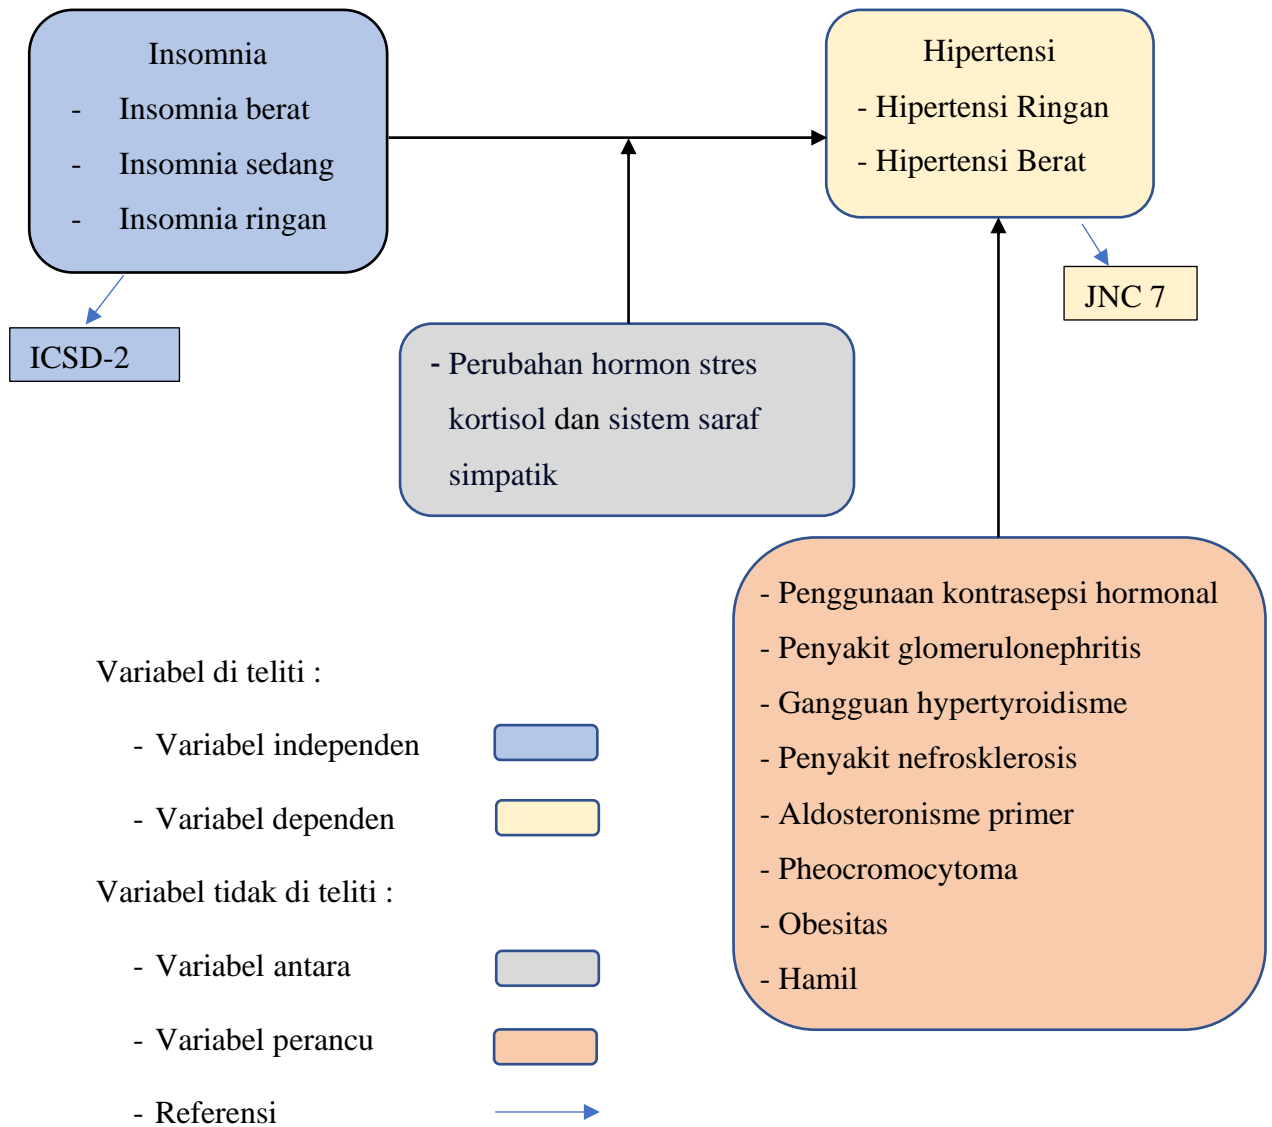 Insomnia
- Insomnia berat
- Insomnia sedang
- Insomnia ringan
Hipertensi
- Hipertensi Ringan
- Hipertensi Berat
ICSD-2
JNC 7
- Perubahan hormon stres
kortisol dan sistem saraf
simpatik
- Penggunaan kontrasepsi hormonal
- Penyakit glomerulonephritis
- Gangguan hypertyroidisme
- Penyakit nefrosklerosis
- Aldosteronisme primer
- Pheocromocytoma
- Obesitas
- Hamil
Variabel di teliti :
- Variabel independen
- Variabel dependen
Variabel tidak di teliti :
- Variabel antara
- Variabel perancu
- Referensi